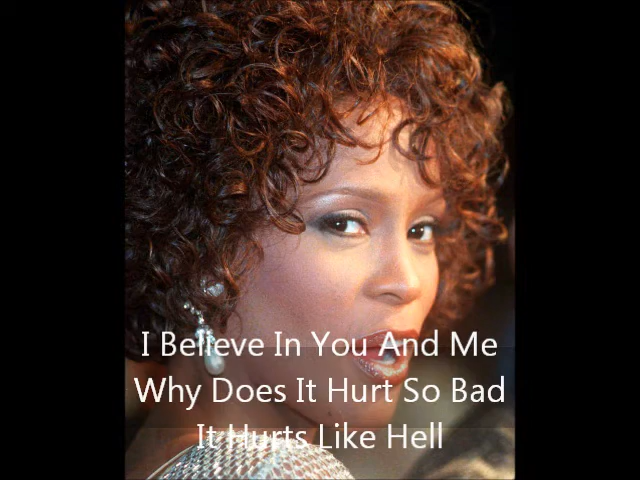 I Believe In You And Me
Why Does It Hurt So Bad
It Hurts Like Hell